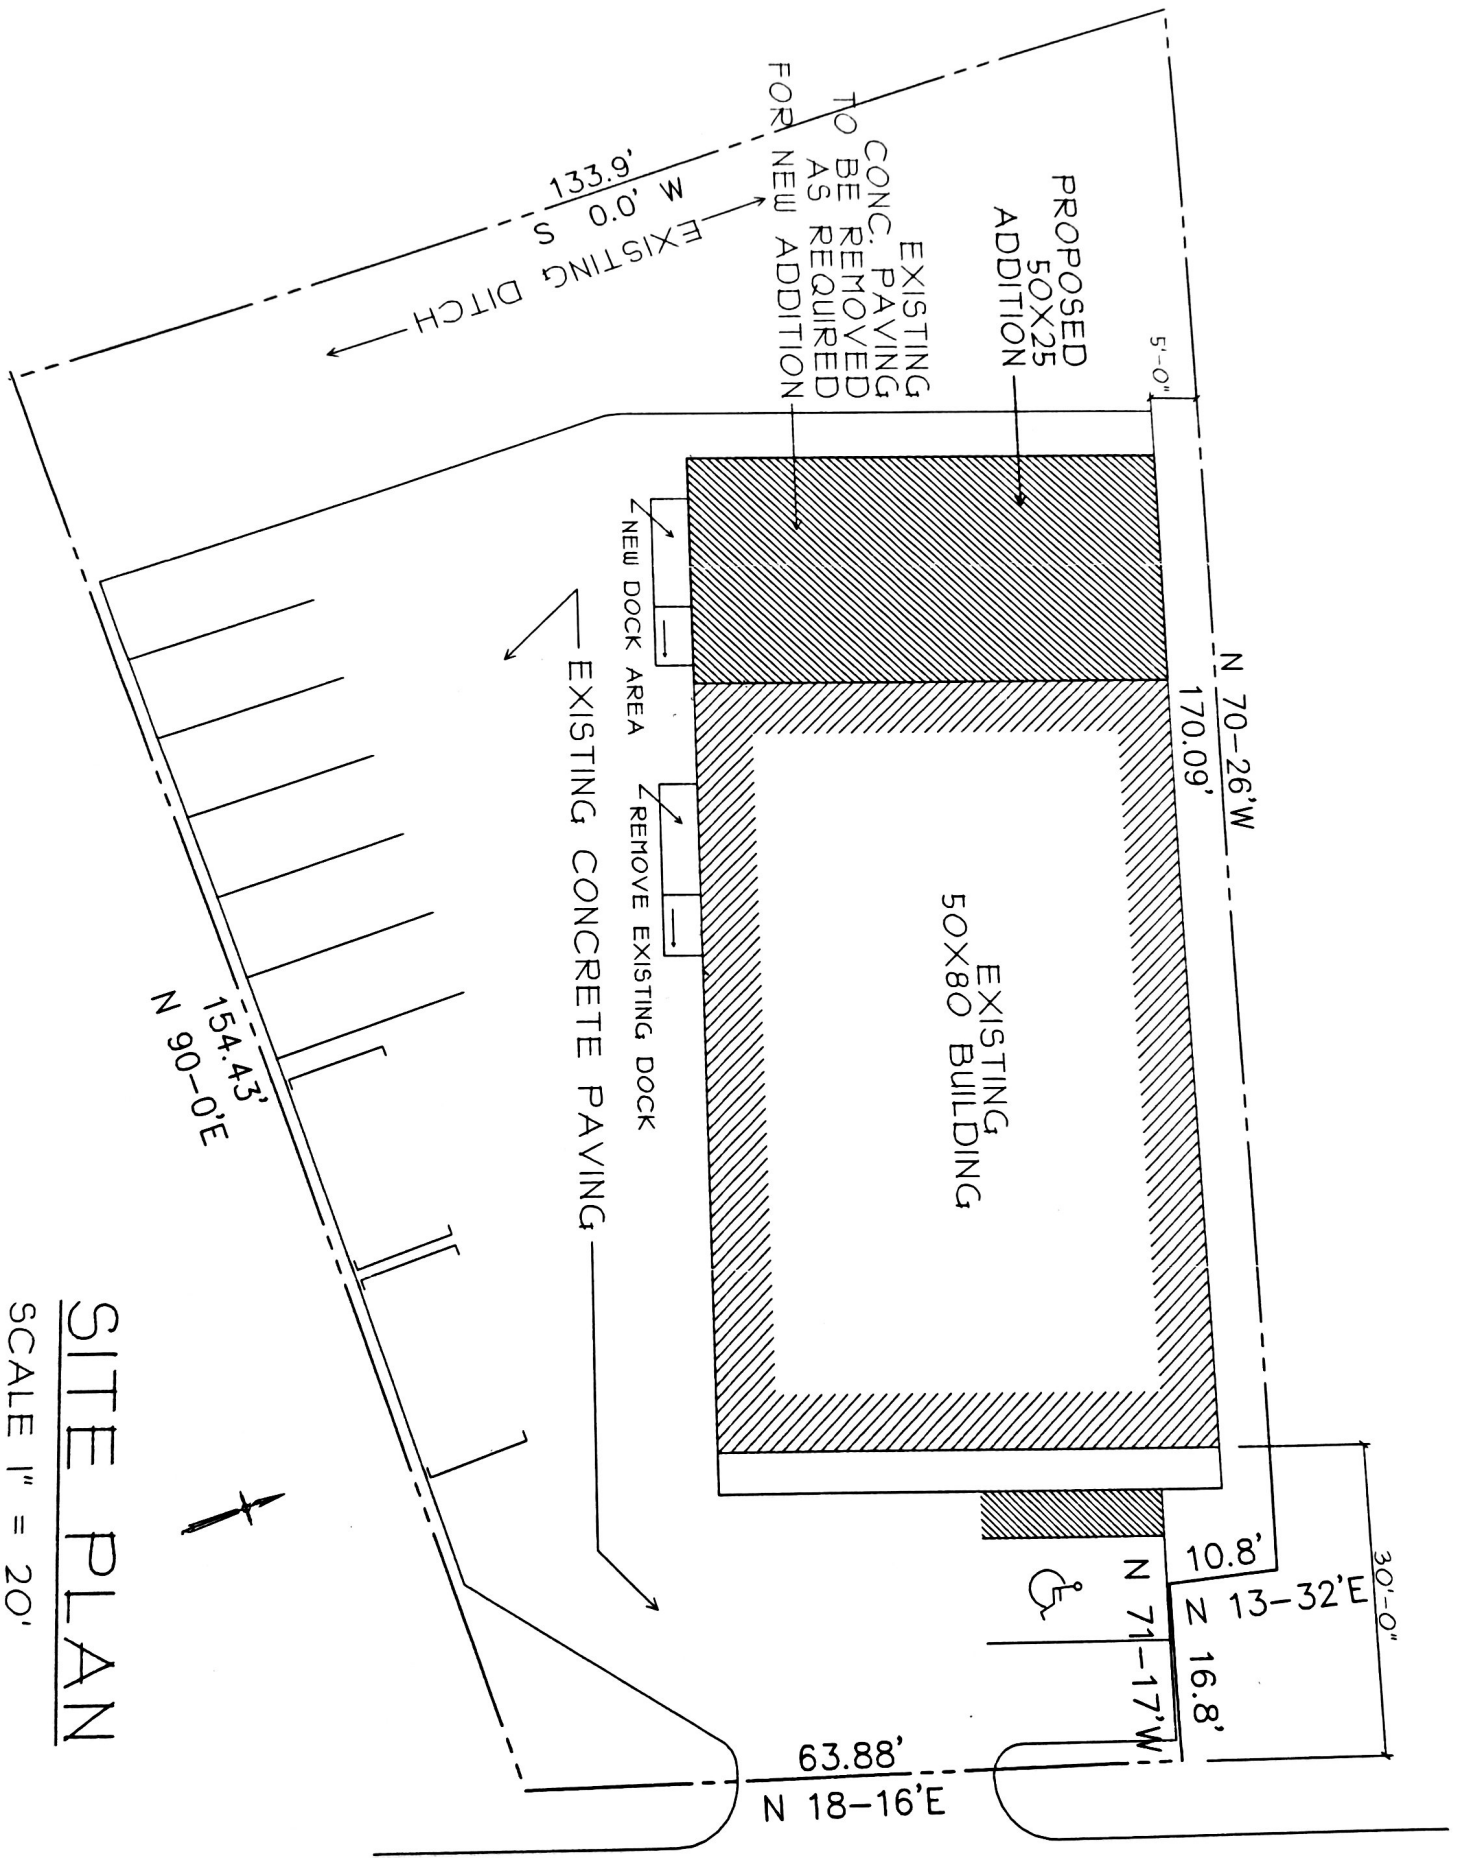 N 70-26'W
170.09'
5'-0"
PROPOSED
50X25
ADDITION
EXISTING
CONC. PAVING
TO BE REMOVED
AS REQUIRED
FOR NEW ADDITION
133.9'
S 0.0' W
EXISTING DITCH
EXISTING
50X80 BUILDING
NEW DOCK AREA
REMOVE EXISTING DOCK
EXISTING CONCRETE PAVING
154.43'
N 90-0'E
30'-0"
10.8'
N 13-32'E
16.8'
N 71-17'W
63.88'
N 18-16'E
SITE PLAN
SCALE 1" = 20'